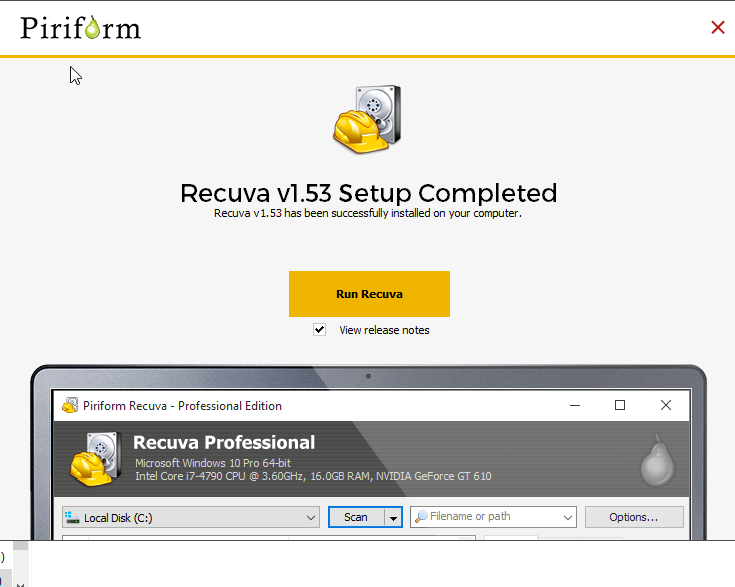 Piriform
Recuva v1.53 Setup Completed
Recuva v1.53 has been successfully installed on your computer.
Run Recuva
View release notes
Piriform Recuva - Professional Edition
Recuva Professional
Microsoft Windows 10 Pro 64-bit
Intel Core i7-4790 CPU @ 3.60GHz, 16.0GB RAM, NVIDIA GeForce GT 610
Local Disk (C:) Scan Filename or path Options...